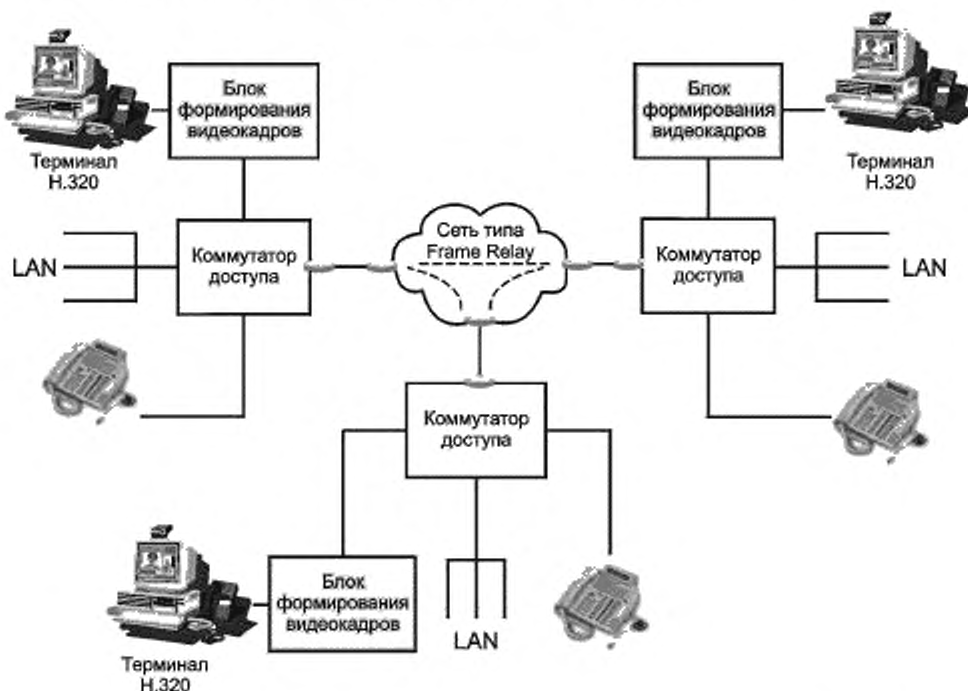 Блок
формирования
видеокадров
Терминал
H.320
Блок
формирования
видеокадров
Терминал
H.320
LAN
Коммутатор
доступа
Сеть типа
Frame Relay
Коммутатор
доступа
LAN
Коммутатор
доступа
Терминал
H.320
Блок
формирования
видеокадров
LAN